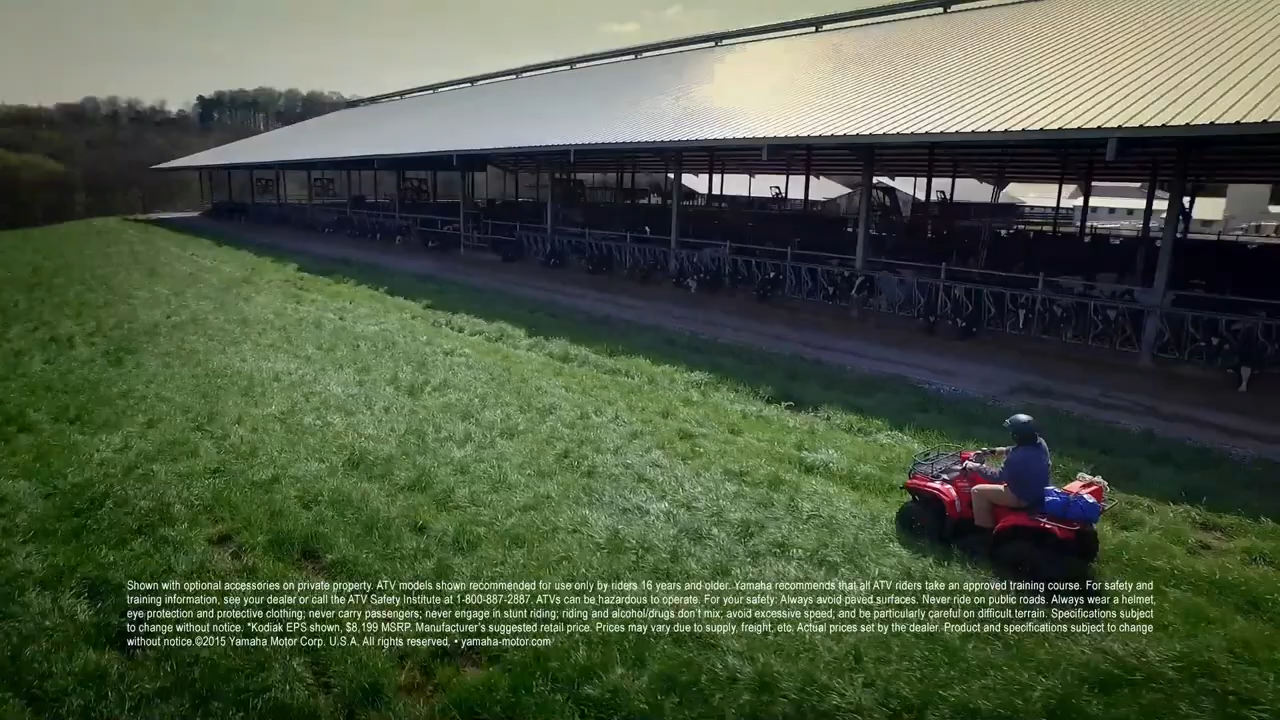 Shown with optional accessories on private property. ATV models shown recommended for use only by riders 16 years and older. Yamaha recommends that all ATV riders take an approved training course. For safety and
training information, see your dealer or call the ATV Safety Institute at 1-800-887-2887. ATVs can be hazardous to operate. For your safety: Always avoid paved surfaces. Never ride on public roads. Always wear a helmet,
eye protection and protective clothing; never carry passengers; never engage in stunt riding; riding and alcohol/drugs don't mix; avoid excessive speed; and be particularly careful on difficult terrain. Specifications subject
to change without notice. *Kodiak EPS shown, $8,199 MSRP. Manufacturer's suggested retail price. Prices may vary due to supply, freight, etc. Actual prices set by the dealer. Product and specifications subject to change
without notice.©2015 Yamaha Motor Corp. U.S.A. All rights reserved. • yamaha-motor.com